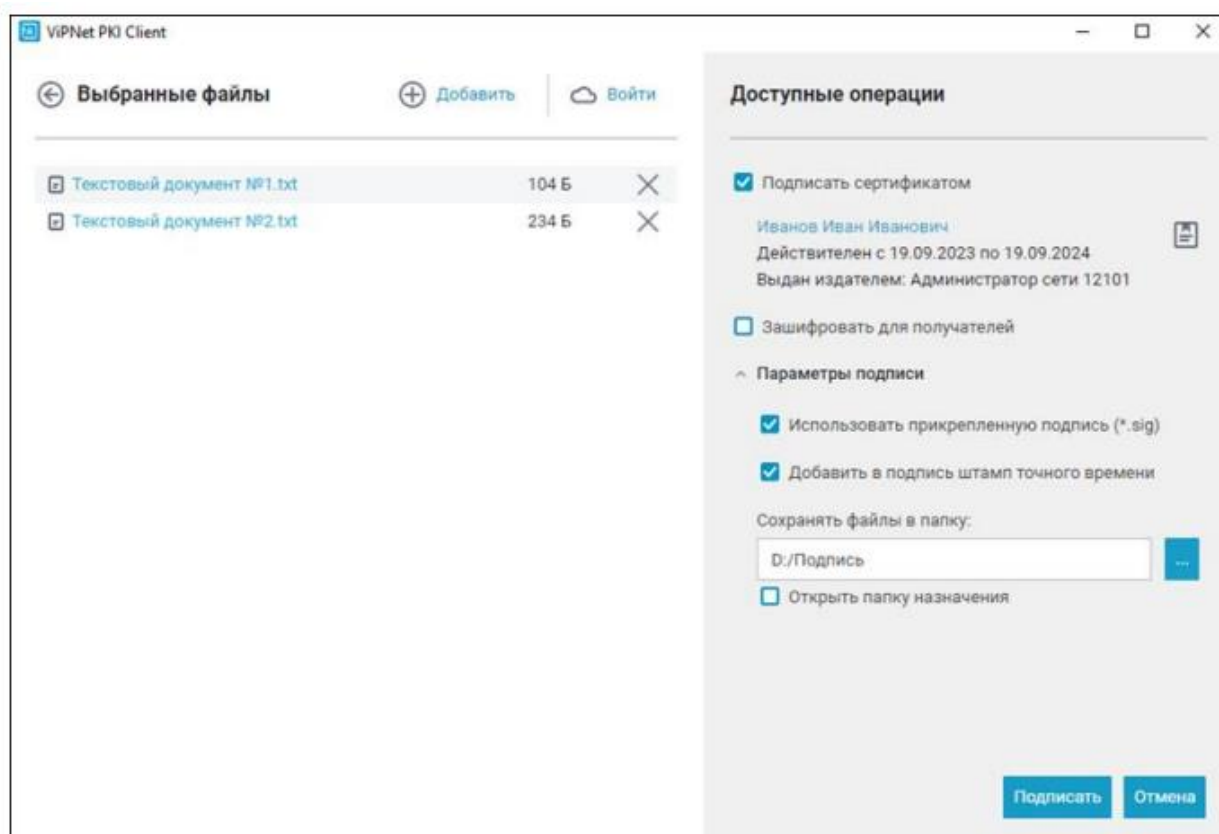 ViPNet PKI Client
Выбранные файлы
Добавить
Войти
Текстовый документ №1.txt 104 Б
Текстовый документ №2.txt 234 Б
Доступные операции
Подписать сертификатом
Иванов Иван Иванович
Действителен с 19.09.2023 по 19.09.2024
Выдан издателем: Администратор сети 12101
Зашифровать для получателей
Параметры подписи
Использовать прикрепленную подпись (*.sig)
Добавить в подпись штамп точного времени
Сохранять файлы в папку:
D:/Подпись
...
Открыть папку назначения
Подписать
Отмена